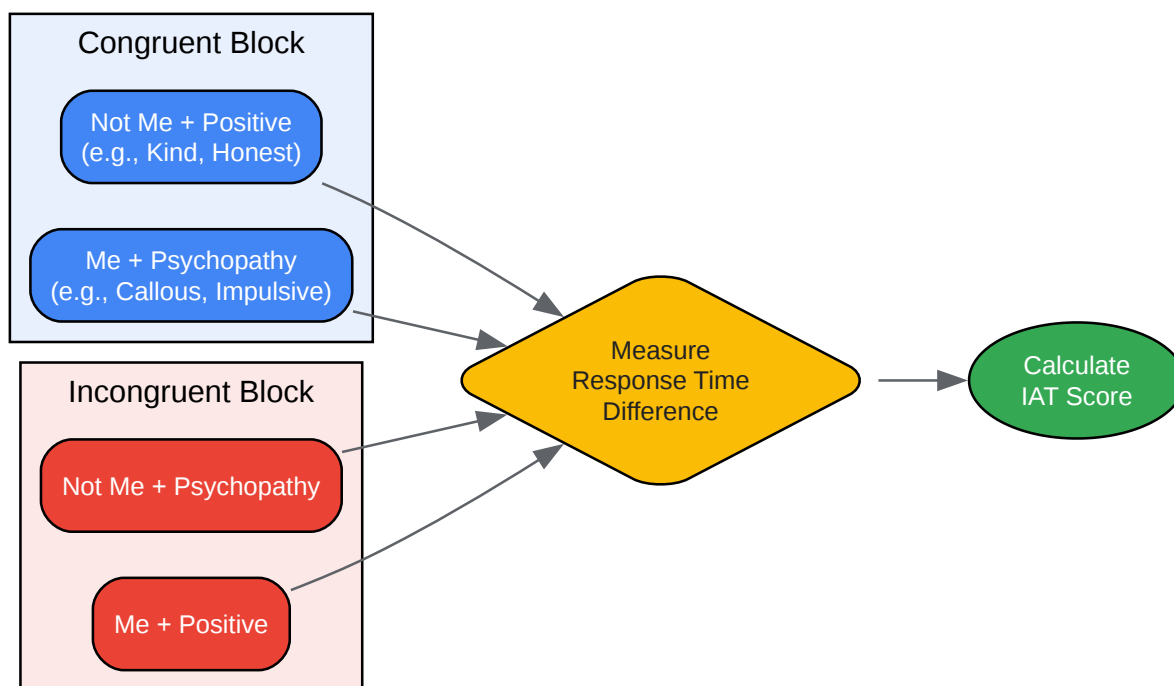 Congruent Block
Not Me + Positive
(e.g., Kind, Honest)
Me + Psychopathy
(e.g., Callous, Impulsive)
Incongruent Block
Not Me + Psychopathy
Me + Positive
Measure
Response Time
Difference
Calculate
IAT Score